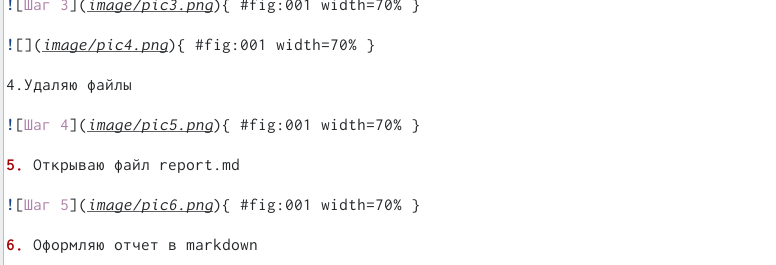 ![Шаг 3](image/pic3.png){ #fig:001 width=70% }
![](image/pic4.png){ #fig:001 width=70% }
4.Удаляю файлы
![Шаг 4](image/pic5.png){ #fig:001 width=70% }
5. Открываю файл report.md
![Шаг 5](image/pic6.png){ #fig:001 width=70% }
6. Оформляю отчет в markdown